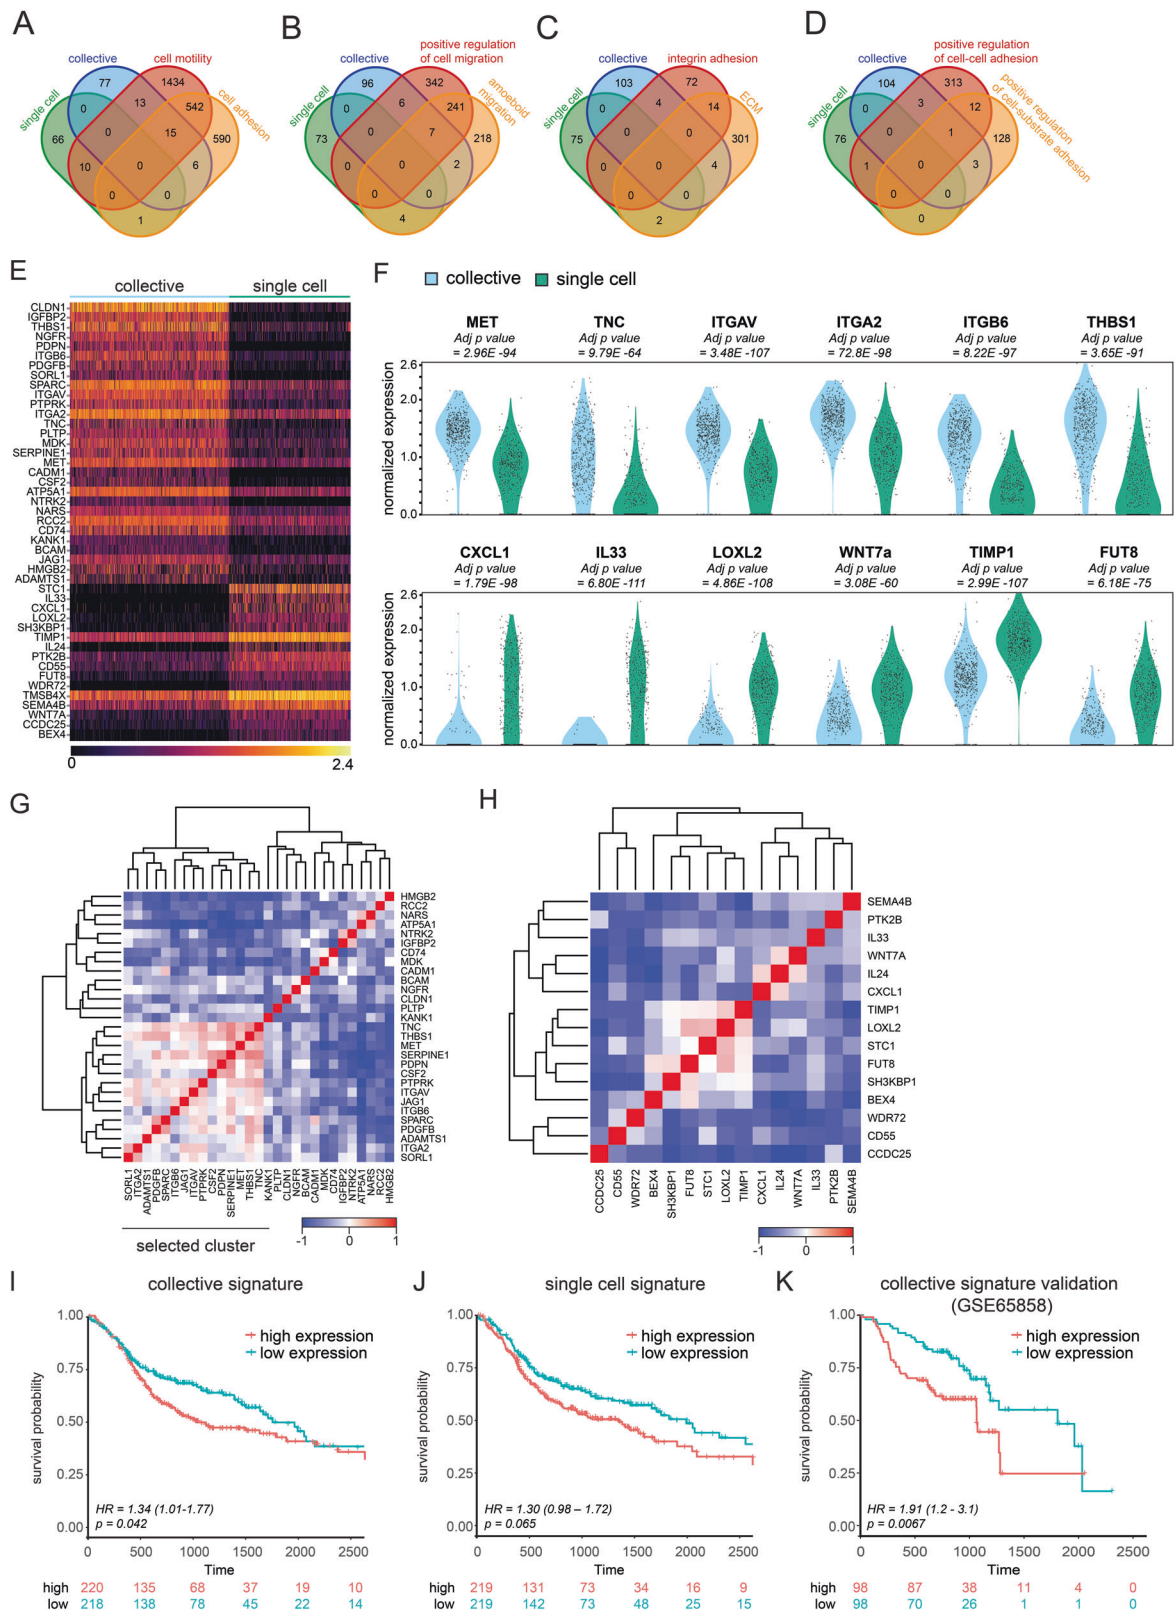 A
collective
cell motility
single cell
cell adhesion
77
1434
0
13
542
66
0
15
590
10
0
6
0
0
1
B
collective
positive regulation
of cell migration
single cell
amoeboid
migration
96
342
0
6
241
73
0
7
218
0
0
2
0
0
4
C
collective
integrin adhesion
single cell
ECM
103
72
0
4
14
75
0
0
301
0
0
4
0
0
2
D
collective
positive regulation
of cell-cell adhesion
single cell
positive regulation
of cell-substrate adhesion
104
313
0
3
12
76
0
1
128
1
0
3
0
0
0
E
collective
single cell
CLDN1
IGFBP2
THBS1
NGFR
PDPN
ITGB6
PDGFB
SORL1
SPARC
ITGAV
PTPRK
ITGA2
TNC
PLTP
MDK
SERPINE1
MET
CADM1
CSF2
ATP5A1
NTRK2
NARS
RCC2
CD74
KANK1
BCAM
JAG1
HMGB2
ADAMTS1
STC1
IL33
CXCL1
LOXL2
SH3KBP1
TIMP1
IL24
PTK2B
CD55
FUT8
WDR72
TMSB4X
SEMA4B
WNT7A
CCDC25
BEX4
0 2.4
F
collective single cell
MET TNC ITGAV ITGA2 ITGB6 THBS1
Adj p value Adj p value Adj p value Adj p value Adj p value Adj p value
= 2.96E -94 = 9.79E -64 = 3.48E -107 = 72.8E -98 = 8.22E -97 = 3.65E -91
normalized expression
2.6
2.0
1.0
0.0
CXCL1 IL33 LOXL2 WNT7a TIMP1 FUT8
Adj p value Adj p value Adj p value Adj p value Adj p value Adj p value
= 1.79E -98 = 6.80E -111 = 4.86E -108 = 3.08E -60 = 2.99E -107 = 6.18E -75
normalized expression
2.6
2.0
1.0
0.0
G
HMGB2
RCC2
NARS
ATP5A1
NTRK2
IGFBP2
CD74
MDK
CADM1
BCAM
NGFR
CLDN1
PLTP
KANK1
TNC
THBS1
MET
SERPINE1
PDPN
CSF2
PTPRK
ITGAV
JAG1
ITGB6
SPARC
PDGFB
ADAMTS1
ITGA2
SORL1
SORL1 ITGA2 ADAMTS1 PDGFB SPARC ITGB6 JAG1 ITGAV PTPRK CSF2 PDPN SERPINE1 MET THBS1 TNC KANK1 PLTP CLDN1 NGFR BCAM CADM1 MDK CD74 IGFBP2 NTRK2 ATP5A1 NARS RCC2 HMGB2
selected cluster
-1 0 1
H
SEMA4B
PTK2B
IL33
WNT7A
IL24
CXCL1
TIMP1
LOXL2
STC1
FUT8
SH3KBP1
BEX4
WDR72
CD55
CCDC25
CCDC25 CD55 WDR72 BEX4 SH3KBP1 FUT8 STC1 LOXL2 TIMP1 CXCL1 IL24 WNT7A IL33 PTK2B SEMA4B
-1 0 1
I
collective signature
high expression
low expression
survival probability
1.00
0.75
0.50
0.25
0.00
HR = 1.34 (1.01-1.77)
p = 0.042
0 500 1000 1500 2000 2500
Time
high 220 135 68 37 19 10
low 218 138 78 45 22 14
J
single cell signature
high expression
low expression
survival probability
1.00
0.75
0.50
0.25
0.00
HR = 1.30 (0.98 – 1.72)
p = 0.065
0 500 1000 1500 2000 2500
Time
high 219 131 73 34 16 9
low 219 142 73 48 25 15
K
collective signature validation
(GSE65858)
high expression
low expression
survival probability
1.00
0.75
0.50
0.25
0.00
HR = 1.91 (1.2 - 3.1)
p = 0.0067
0 500 1000 1500 2000 2500
Time
high 98 87 38 11 4 0
low 98 70 26 1 1 0